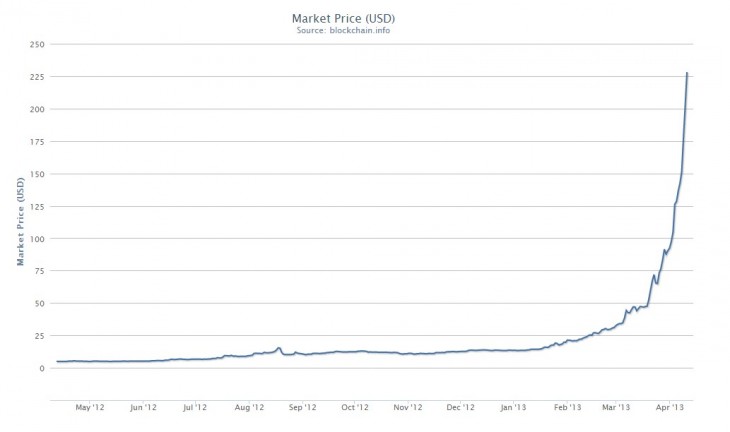 Market Price (USD)
Source: blockchain.info
250
225
200
175
150
125
100
75
50
25
0
Market Price (USD)
May '12
Jun '12
Jul '12
Aug '12
Sep '12
Oct '12
Nov '12
Dec '12
Jan '13
Feb '13
Mar '13
Apr '13